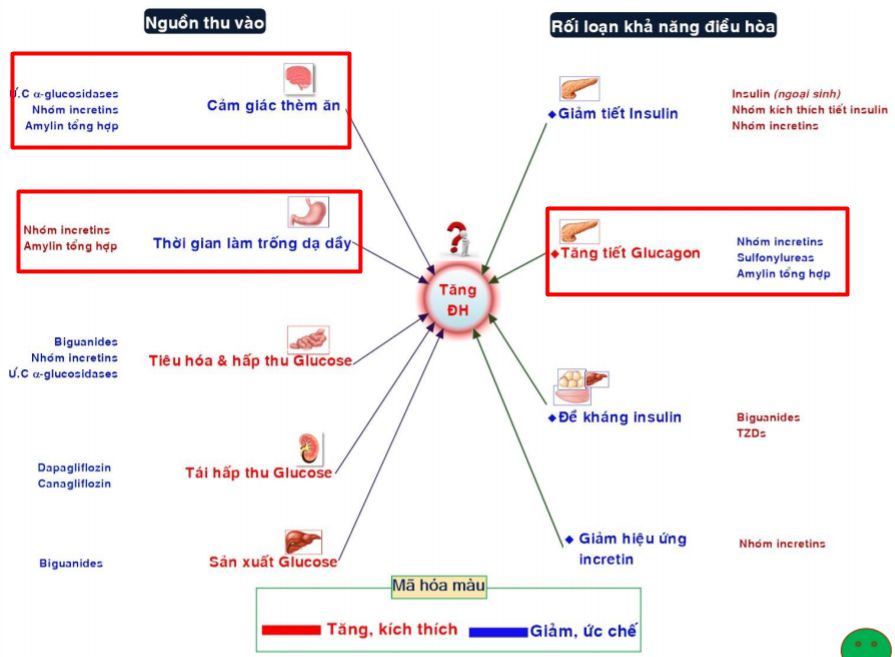 Nguồn thu vào
Rối loạn khả năng điều hòa
Ư.C α-glucosidases
Nhóm incretins
Amylin tổng hợp
Cảm giác thèm ăn
Nhóm incretins
Amylin tổng hợp
Thời gian làm trống dạ dầy
Biguanides
Nhóm incretins
Ư.C α-glucosidases
Tiêu hóa & hấp thu Glucose
Dapagliflozin
Canagliflozin
Tái hấp thu Glucose
Biguanides
Sản xuất Glucose
Tăng
ĐH
Giảm tiết Insulin
Insulin (ngoại sinh)
Nhóm kích thích tiết insulin
Nhóm incretins
Tăng tiết Glucagon
Nhóm incretins
Sulfonylureas
Amylin tổng hợp
Đề kháng insulin
Biguanides
TZDs
Giảm hiệu ứng
incretin
Nhóm incretins
Mã hóa màu
Tăng, kích thích
Giảm, ức chế